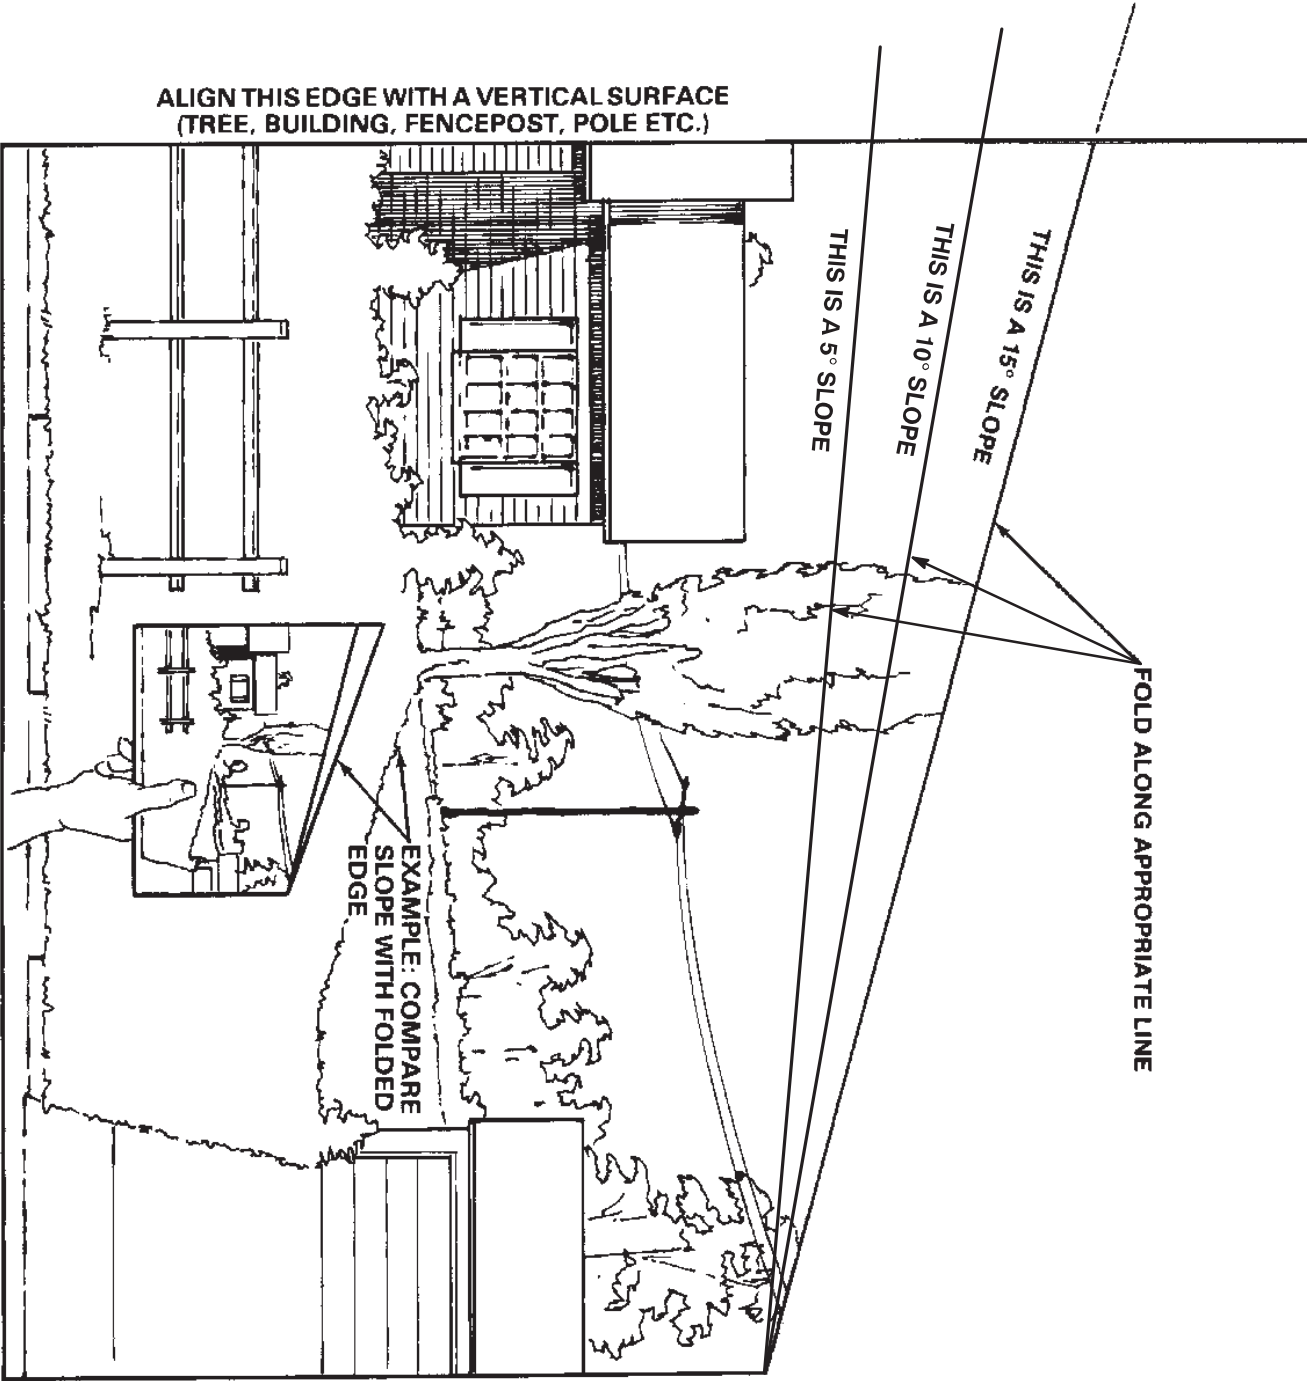 ALIGN THIS EDGE WITH A VERTICAL SURFACE
(TREE, BUILDING, FENCEPOST, POLE ETC.)
THIS IS A 5° SLOPE
THIS IS A 10° SLOPE
THIS IS A 15° SLOPE
FOLD ALONG APPROPRIATE LINE
EXAMPLE: COMPARE
SLOPE WITH FOLDED
EDGE